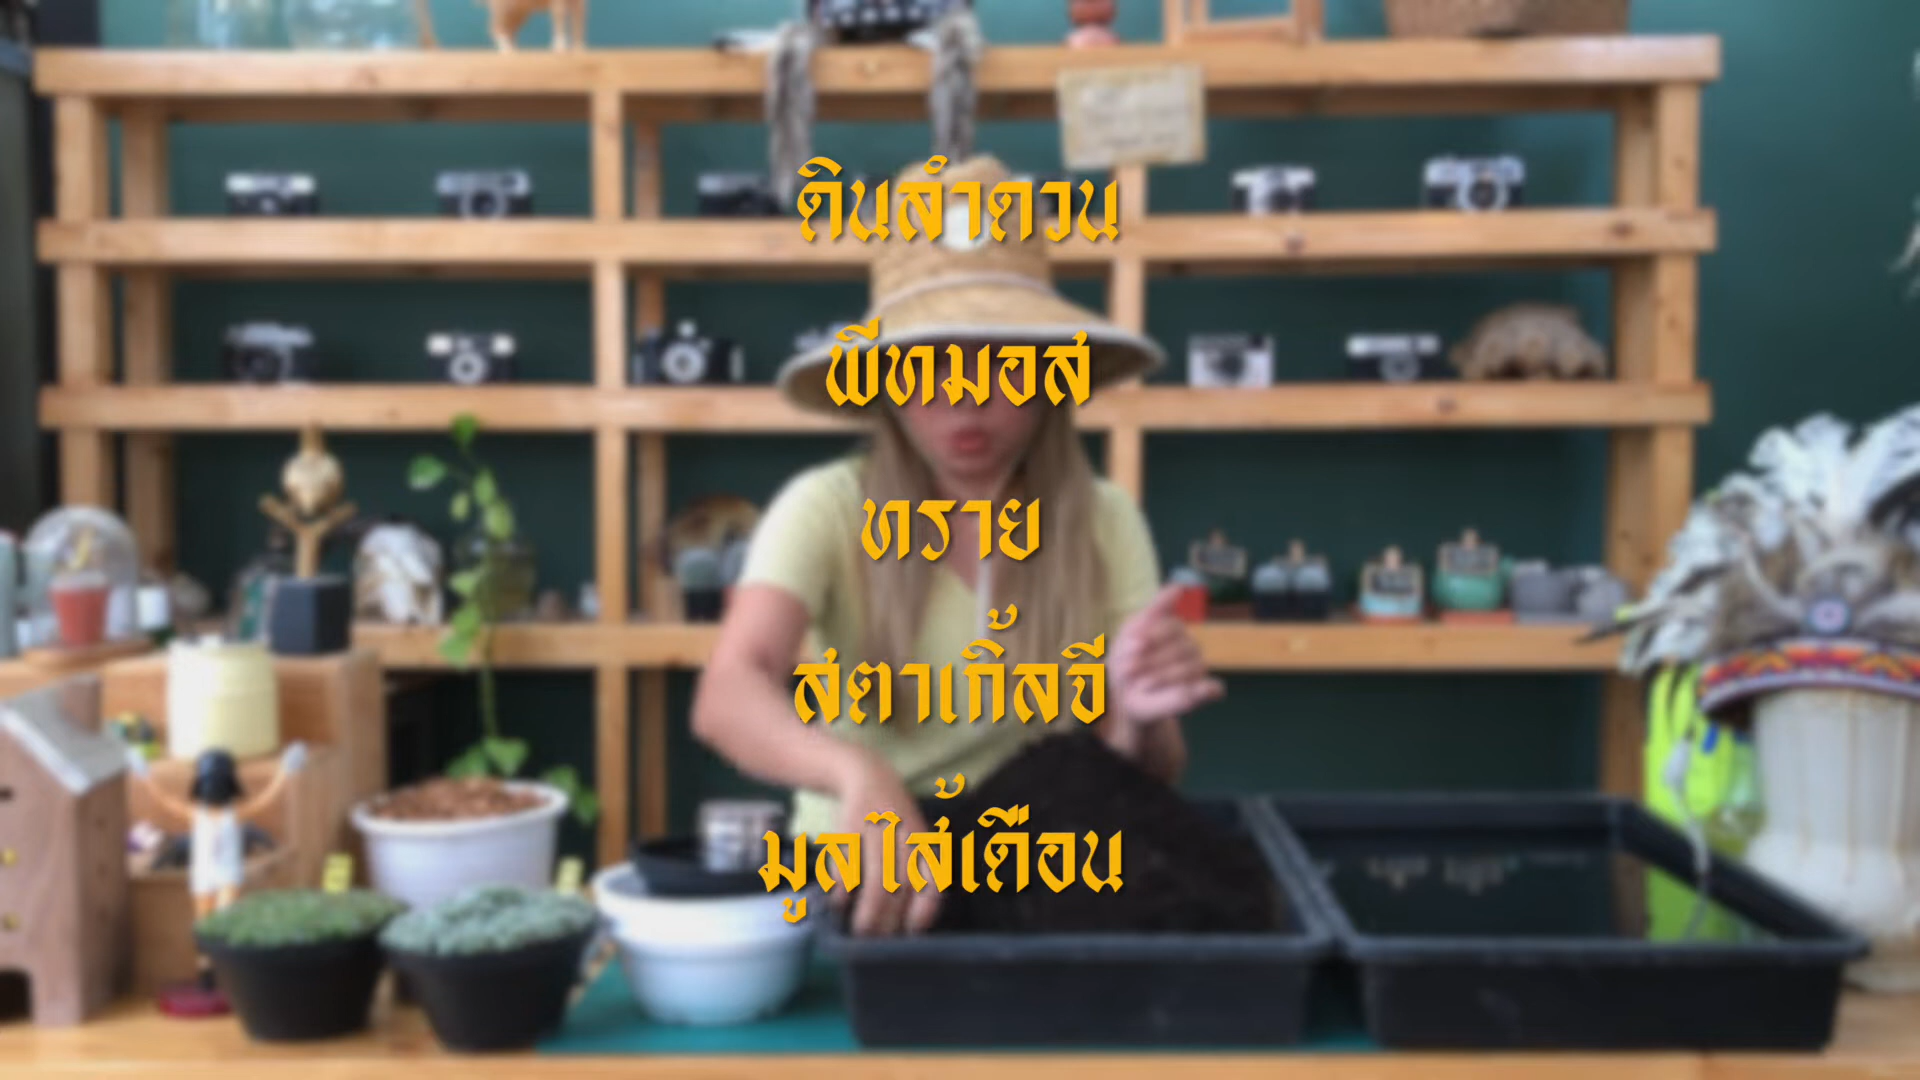 ดินลำดวน
พีทมอส
ทราย
สตาเกิ้ลจี
มูลไส้เดือน